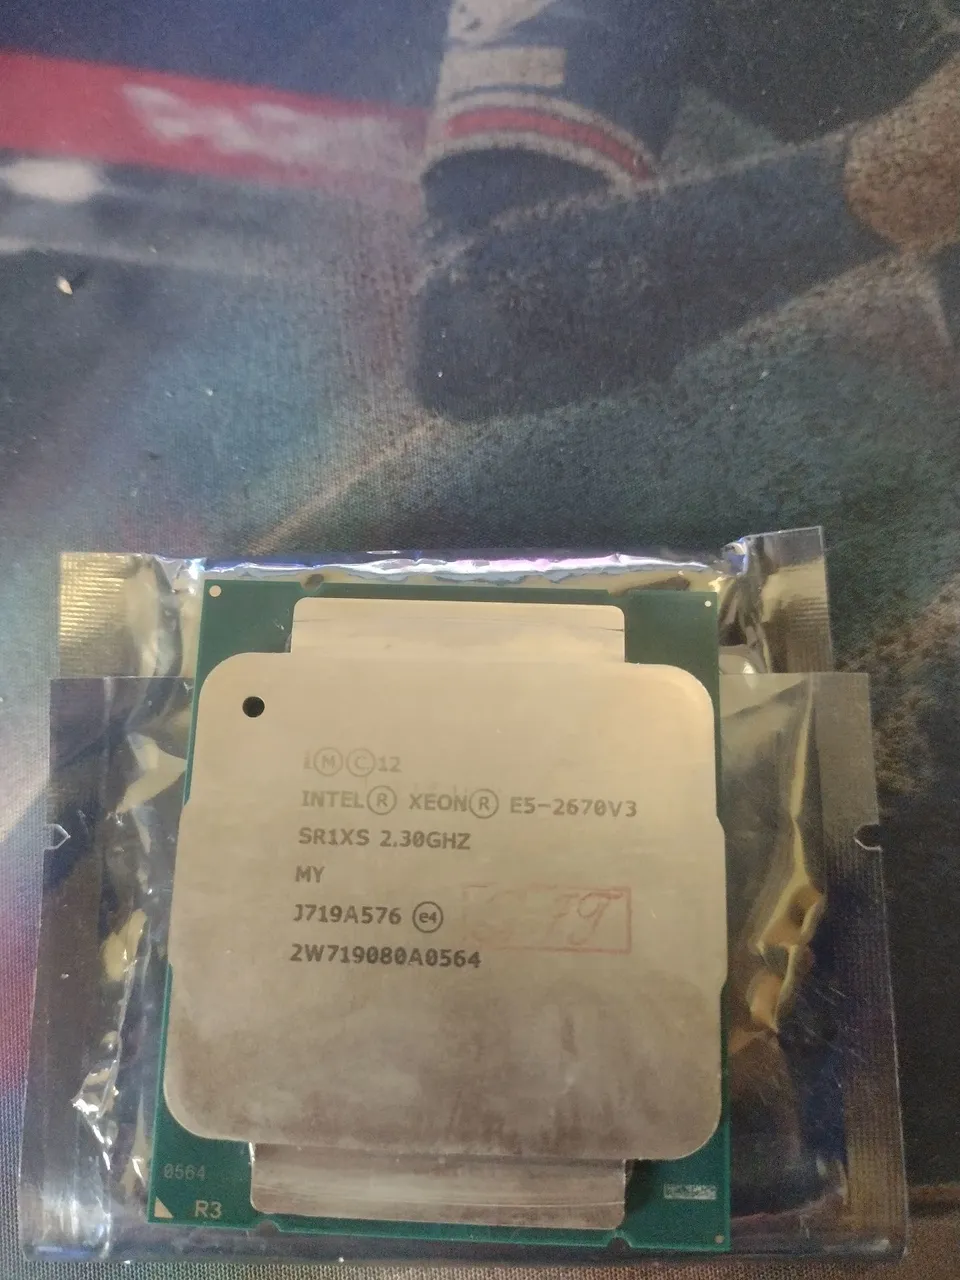 i Ⓜ Ⓒ 12
INTEL® XEON® E5-2670V3
SR1XS 2.30GHZ
MY
J719A576 e4
2W719080A0564
0564
R3